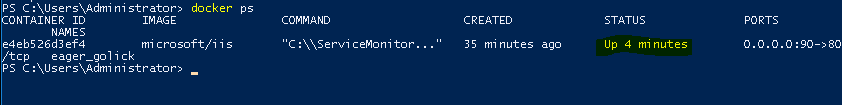 PS C:\Users\Administrator> docker ps
CONTAINER ID        IMAGE               COMMAND                  CREATED             STATUS              PORTS
        NAMES
e4eb526d3ef4        microsoft/iis       "C:\\ServiceMonitor..."   35 minutes ago      Up 4 minutes        0.0.0.0:90->80
/tcp   eager_golick
PS C:\Users\Administrator> _